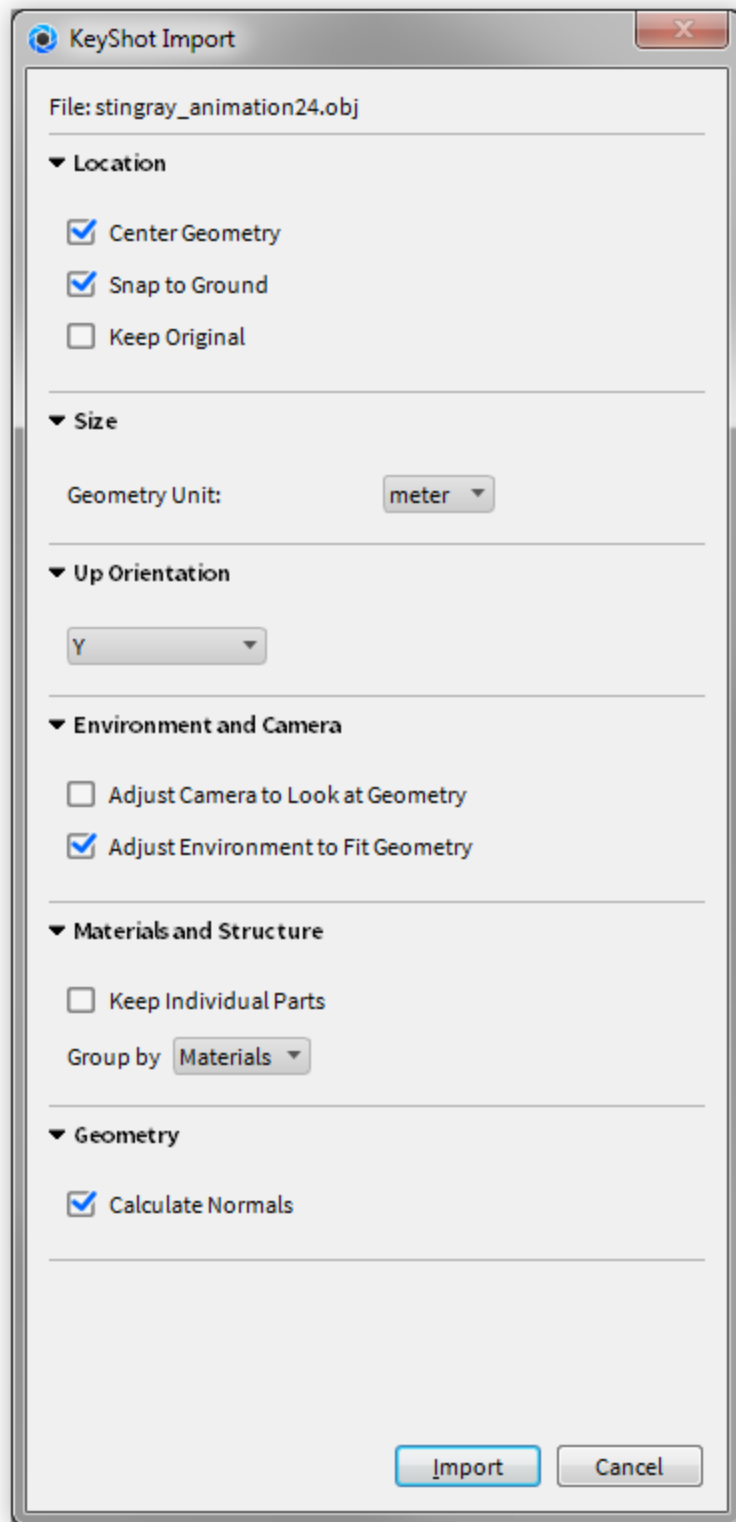 KeyShot Import
File: stingray_animation24.obj
Location
Center Geometry
Snap to Ground
Keep Original
Size
Geometry Unit: meter
Up Orientation
Y
Environment and Camera
Adjust Camera to Look at Geometry
Adjust Environment to Fit Geometry
Materials and Structure
Keep Individual Parts
Group by Materials
Geometry
Calculate Normals
Import Cancel